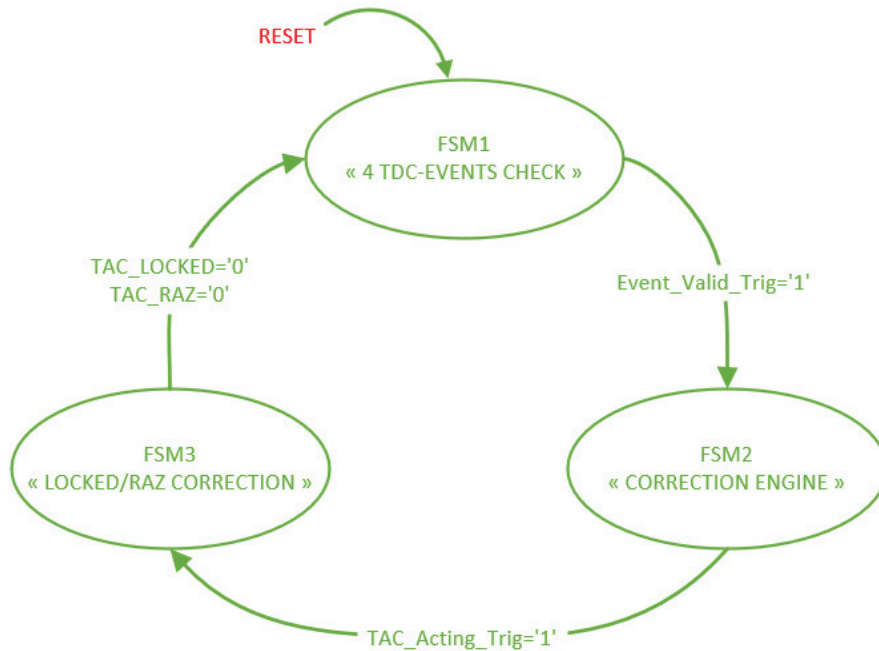 RESET
FSM1
« 4 TDC-EVENTS CHECK »
TAC_LOCKED='0'
TAC_RAZ='0'
Event_Valid_Trig='1'
FSM3
« LOCKED/RAZ CORRECTION »
FSM2
« CORRECTION ENGINE »
TAC_Acting_Trig='1'